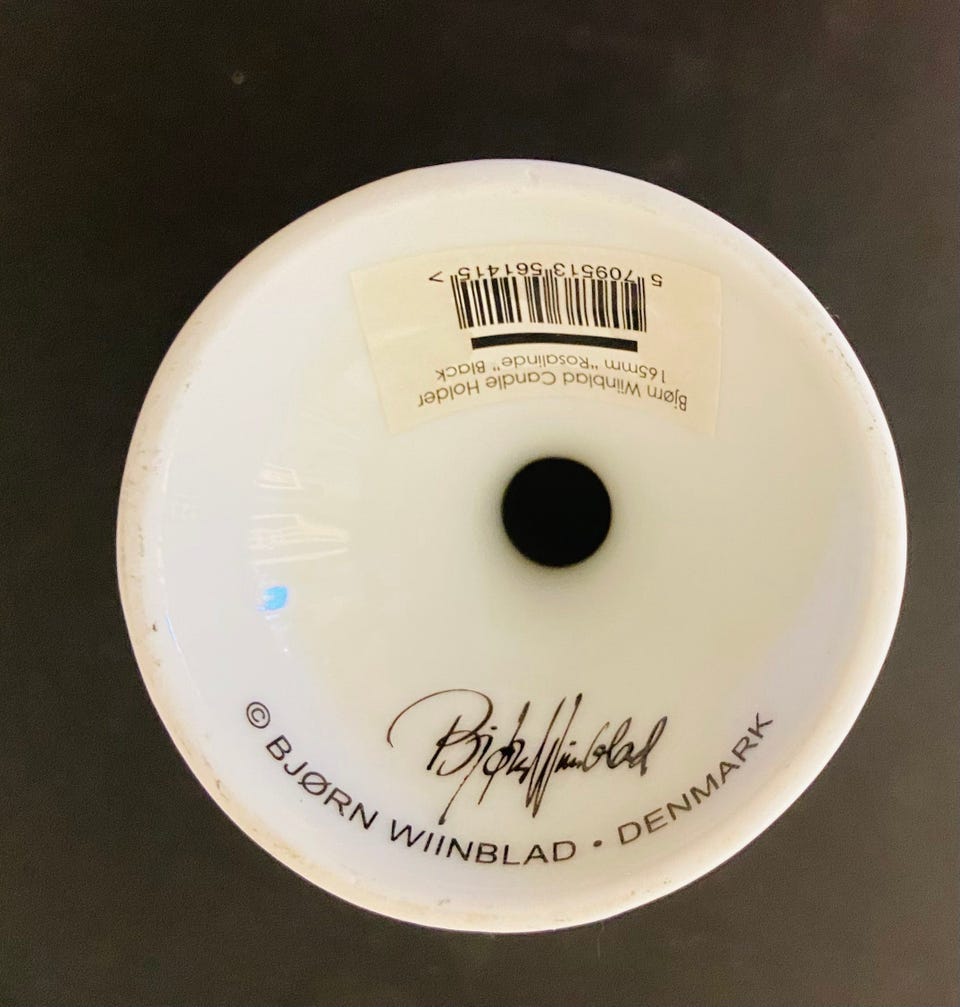 Bjørn Wiinblad Candle Holder
165mm "Rosalinde" Black
5 709513 561415 >
Bjørn Wiinblad
© BJØRN WIINBLAD • DENMARK